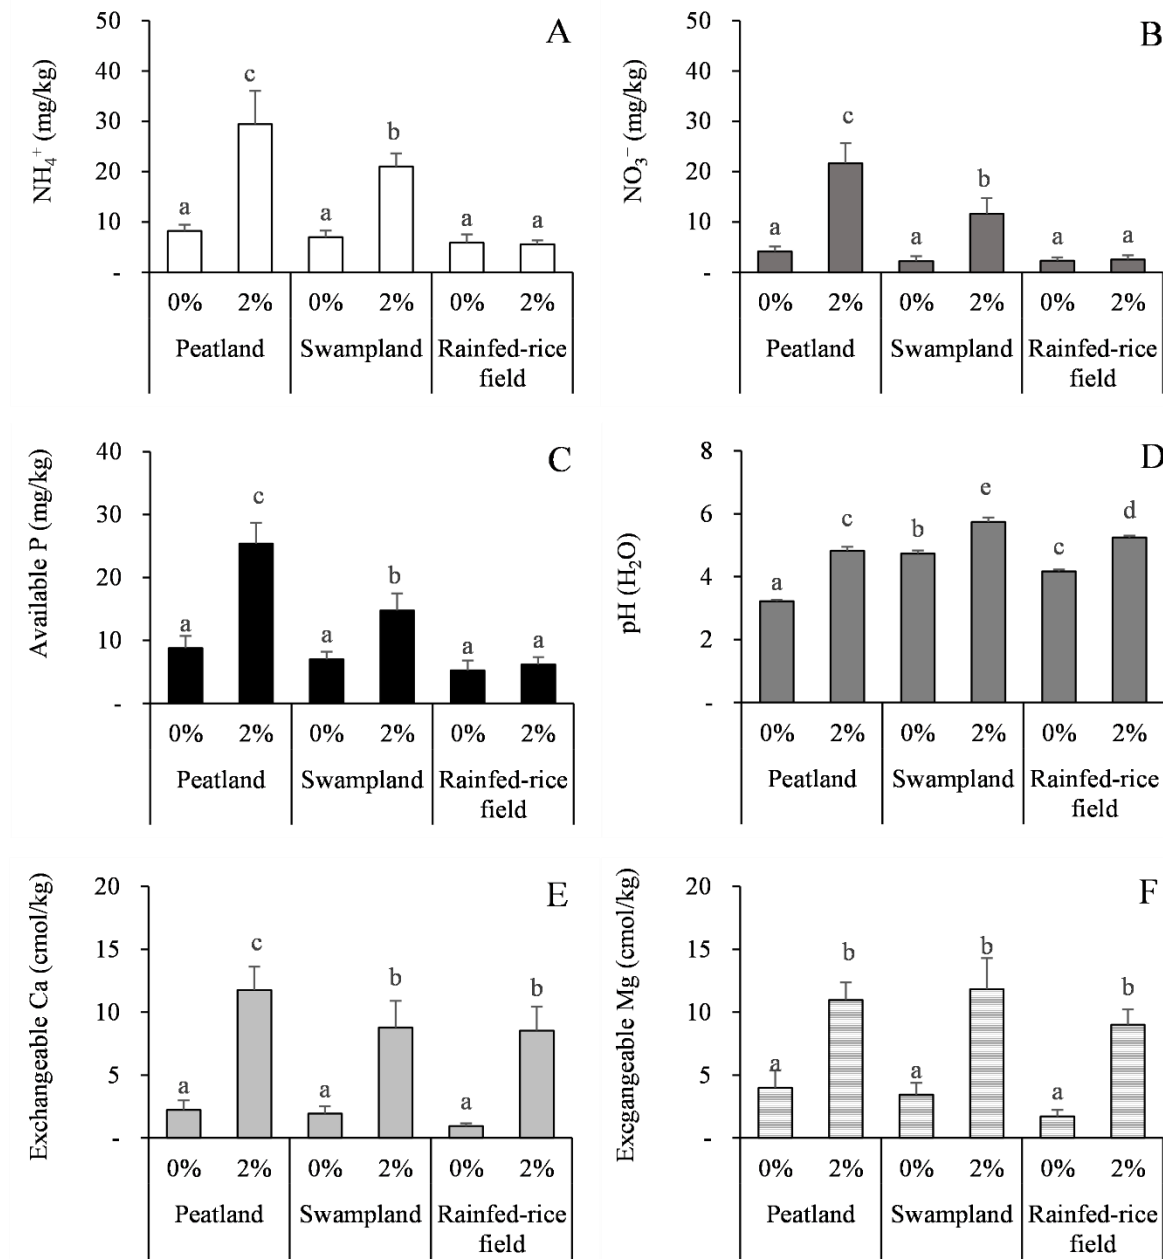 A
NH₄⁺ (mg/kg)
50
40
30
20
10
-
a
c
a
b
a
a
0% 2% 0% 2% 0% 2%
Peatland Swampland Rainfed-rice
field
B
NO₃⁻ (mg/kg)
50
40
30
20
10
-
a
c
a
b
a
a
0% 2% 0% 2% 0% 2%
Peatland Swampland Rainfed-rice
field
C
Available P (mg/kg)
40
30
20
10
-
a
c
a
b
a
a
0% 2% 0% 2% 0% 2%
Peatland Swampland Rainfed-rice
field
D
pH (H₂O)
8
6
4
2
-
a
c
b
e
c
d
0% 2% 0% 2% 0% 2%
Peatland Swampland Rainfed-rice
field
E
Exchangeable Ca (cmol/kg)
20
15
10
5
-
a
c
a
b
a
b
0% 2% 0% 2% 0% 2%
Peatland Swampland Rainfed-rice
field
F
Excgangeable Mg (cmol/kg)
20
15
10
5
-
a
b
a
b
a
b
0% 2% 0% 2% 0% 2%
Peatland Swampland Rainfed-rice
field